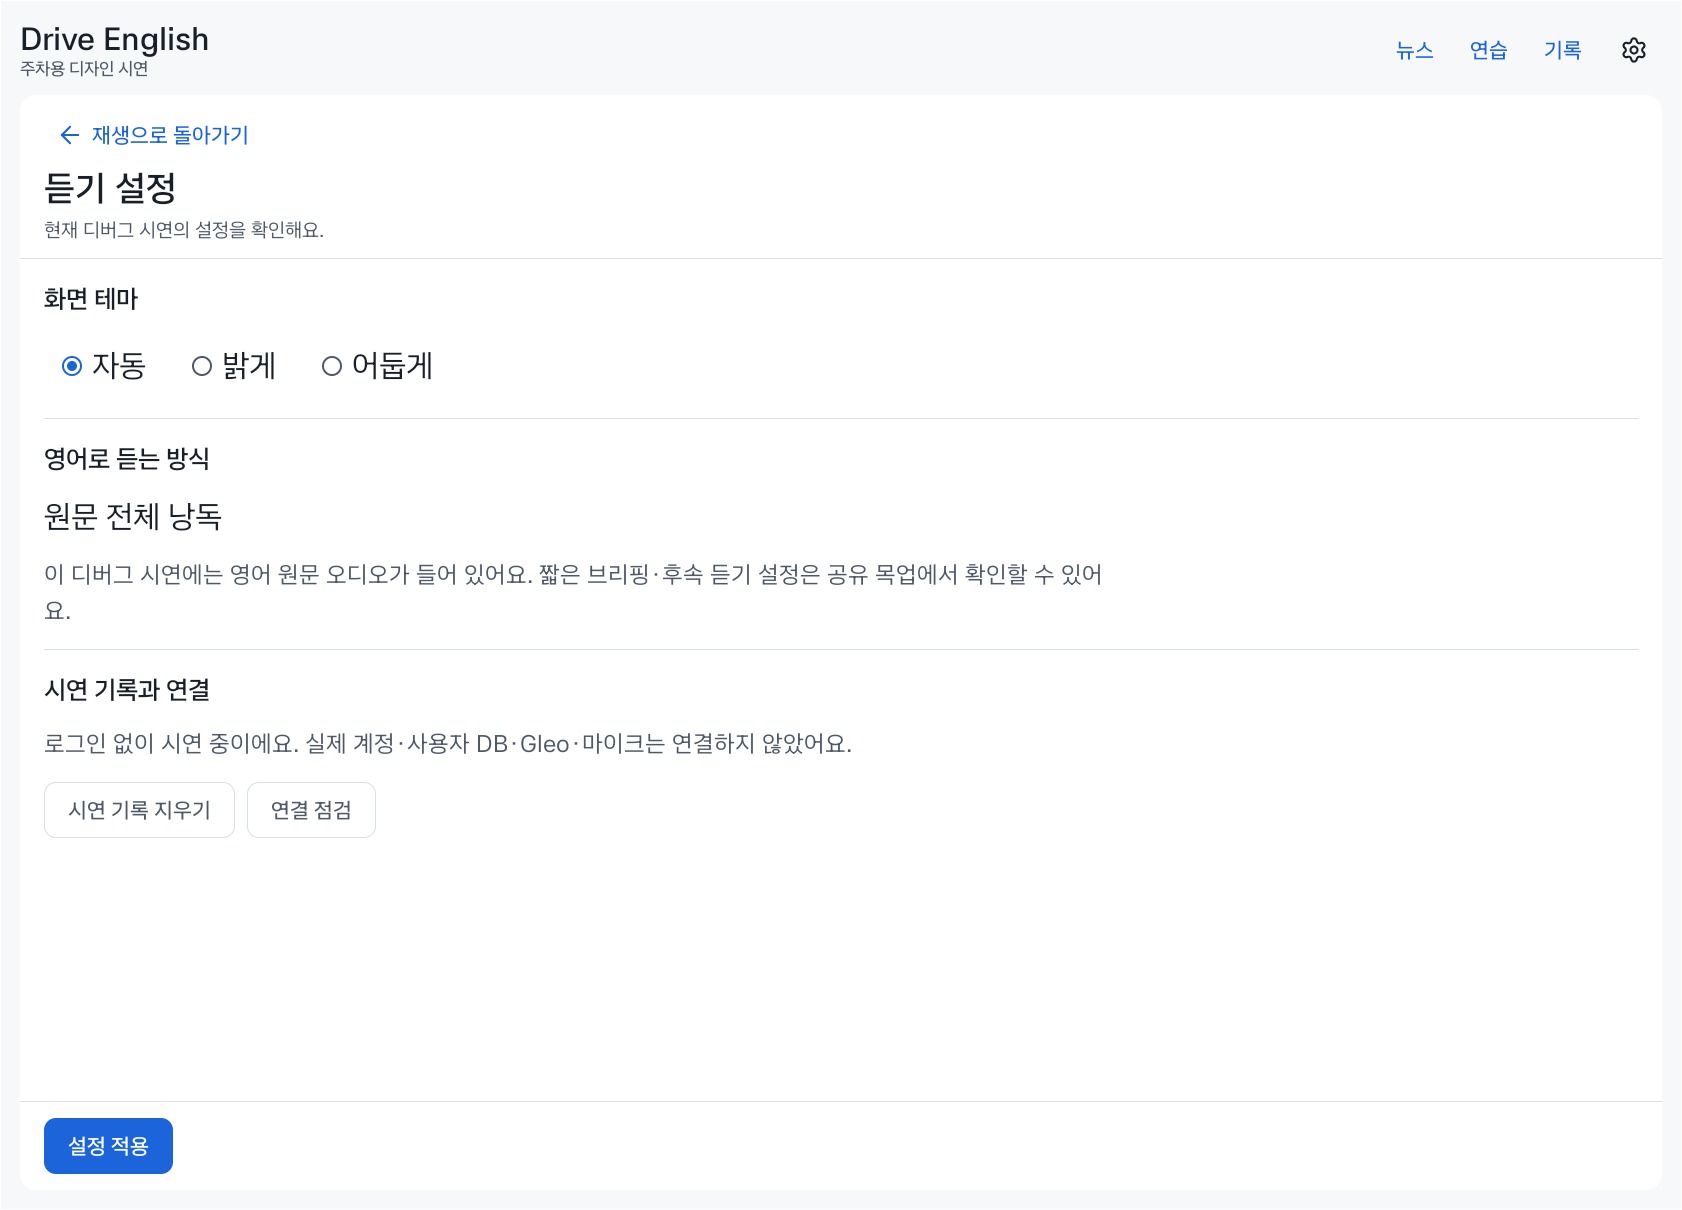 Drive English
주차용 디자인 시연
뉴스 연습 기록
재생으로 돌아가기
듣기 설정
현재 디버그 시연의 설정을 확인해요.
화면 테마
자동 밝게 어둡게
영어로 듣는 방식
원문 전체 낭독
이 디버그 시연에는 영어 원문 오디오가 들어 있어요. 짧은 브리핑·후속 듣기 설정은 공유 목업에서 확인할 수 있어
요.
시연 기록과 연결
로그인 없이 시연 중이에요. 실제 계정·사용자 DB·Gleo·마이크는 연결하지 않았어요.
시연 기록 지우기 연결 점검
설정 적용